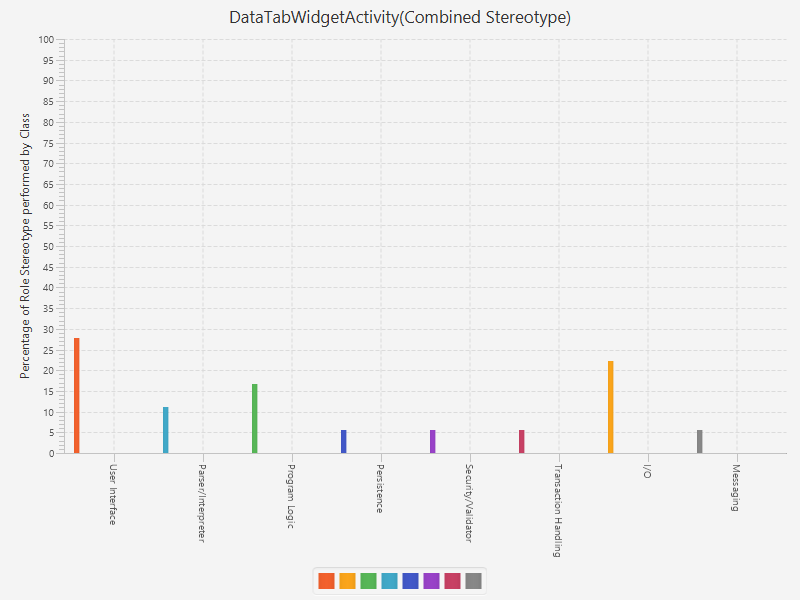 DataTabWidgetActivity(Combined Stereotype)
Percentage of Role Stereotype performed by Class
100
95
90
85
80
75
70
65
60
55
50
45
40
35
30
25
20
15
10
5
0
User Interface
Parser/Interpreter
Program Logic
Persistence
Security/Validator
Transaction Handling
I/O
Messaging